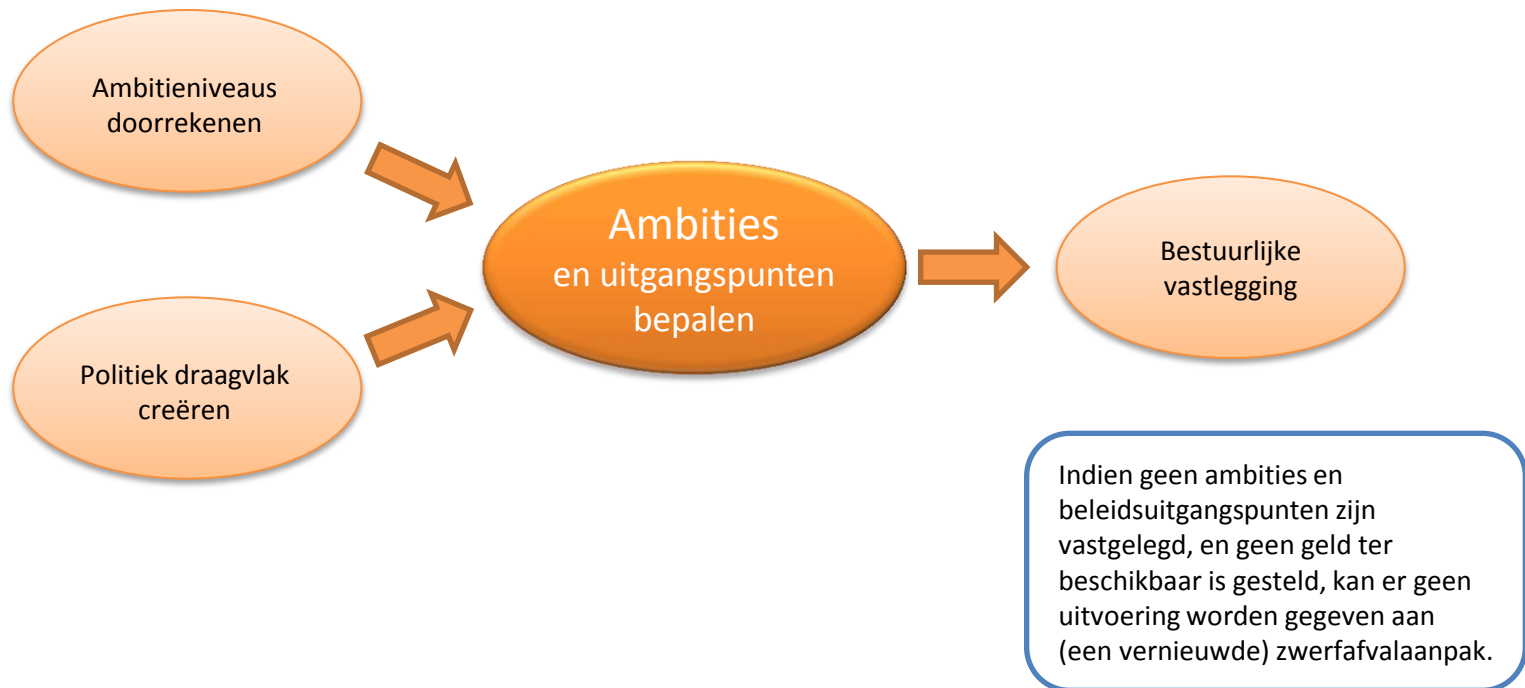 Ambitieniveaus
doorrekenen
Politiek draagvlak
creëren
Ambities
en uitgangspunten
bepalen
Bestuurlijke
vastlegging
Indien geen ambities en
beleidsuitgangspunten zijn
vastgelegd, en geen geld ter
beschikbaar is gesteld, kan er geen
uitvoering worden gegeven aan
(een vernieuwde) zwerfafvalaanpak.